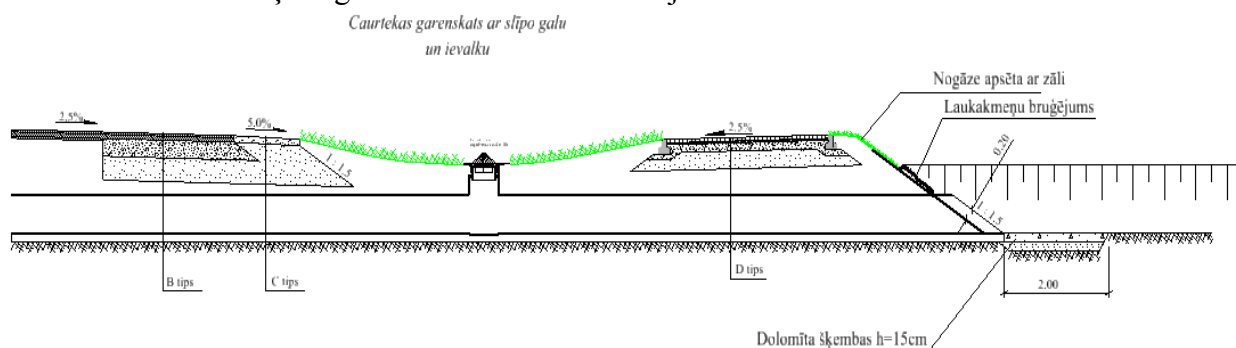 Caurtekas garenskats ar slīpo galu
un ievalku
Nogāze apsēta ar zāli
Laukakmeņu bruģējums
2,5%
5,0%
2,5%
0,20
1 : 1,5
1 : 1,5
B tips
C tips
D tips
2.00
Dolomīta šķembas h=15cm